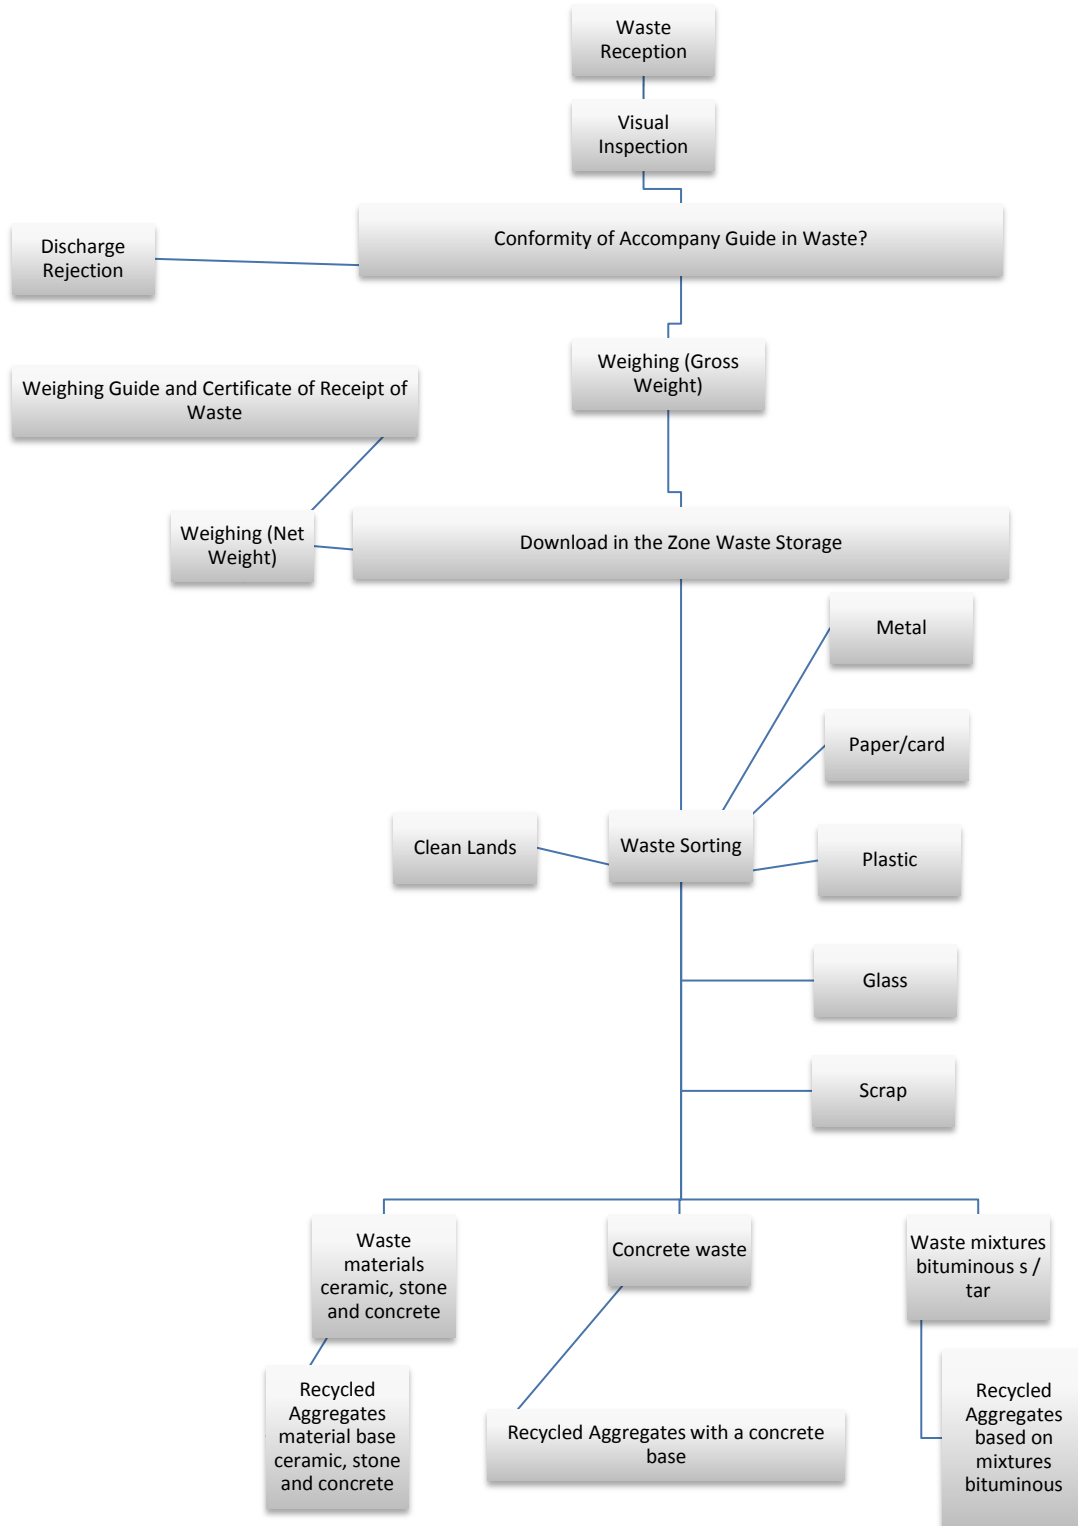 Waste
Reception
Visual
Inspection
Conformity of Accompany Guide in Waste?
Discharge
Rejection
Weighing (Gross
Weight)
Weighing Guide and Certificate of Receipt of
Waste
Weighing (Net
Weight)
Download in the Zone Waste Storage
Metal
Paper/card
Clean Lands
Waste Sorting
Plastic
Glass
Scrap
Waste
materials
ceramic, stone
and concrete
Concrete waste
Waste mixtures
bituminous s /
tar
Recycled
Aggregates
material base
ceramic, stone
and concrete
Recycled Aggregates with a concrete
base
Recycled
Aggregates
based on
mixtures
bituminous